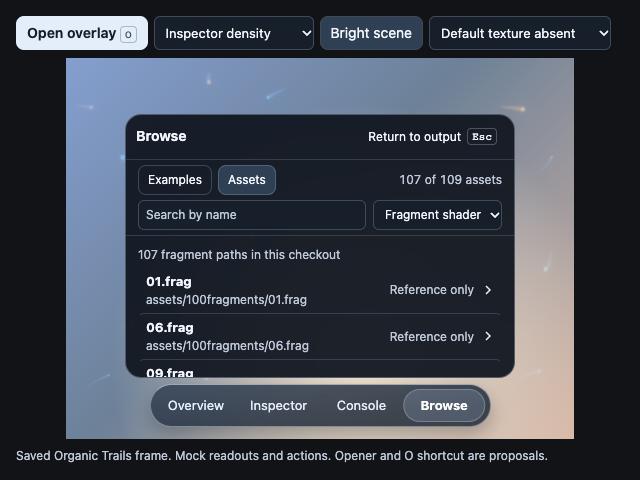 Open overlay O Inspector density Bright scene Default texture absent
Browse Return to output Esc
Examples Assets 107 of 109 assets
Search by name Fragment shader
107 fragment paths in this checkout
01.frag
assets/100fragments/01.frag Reference only
06.frag
assets/100fragments/06.frag Reference only
09.frag
Overview Inspector Console Browse
Saved Organic Trails frame. Mock readouts and actions. Opener and O shortcut are proposals.